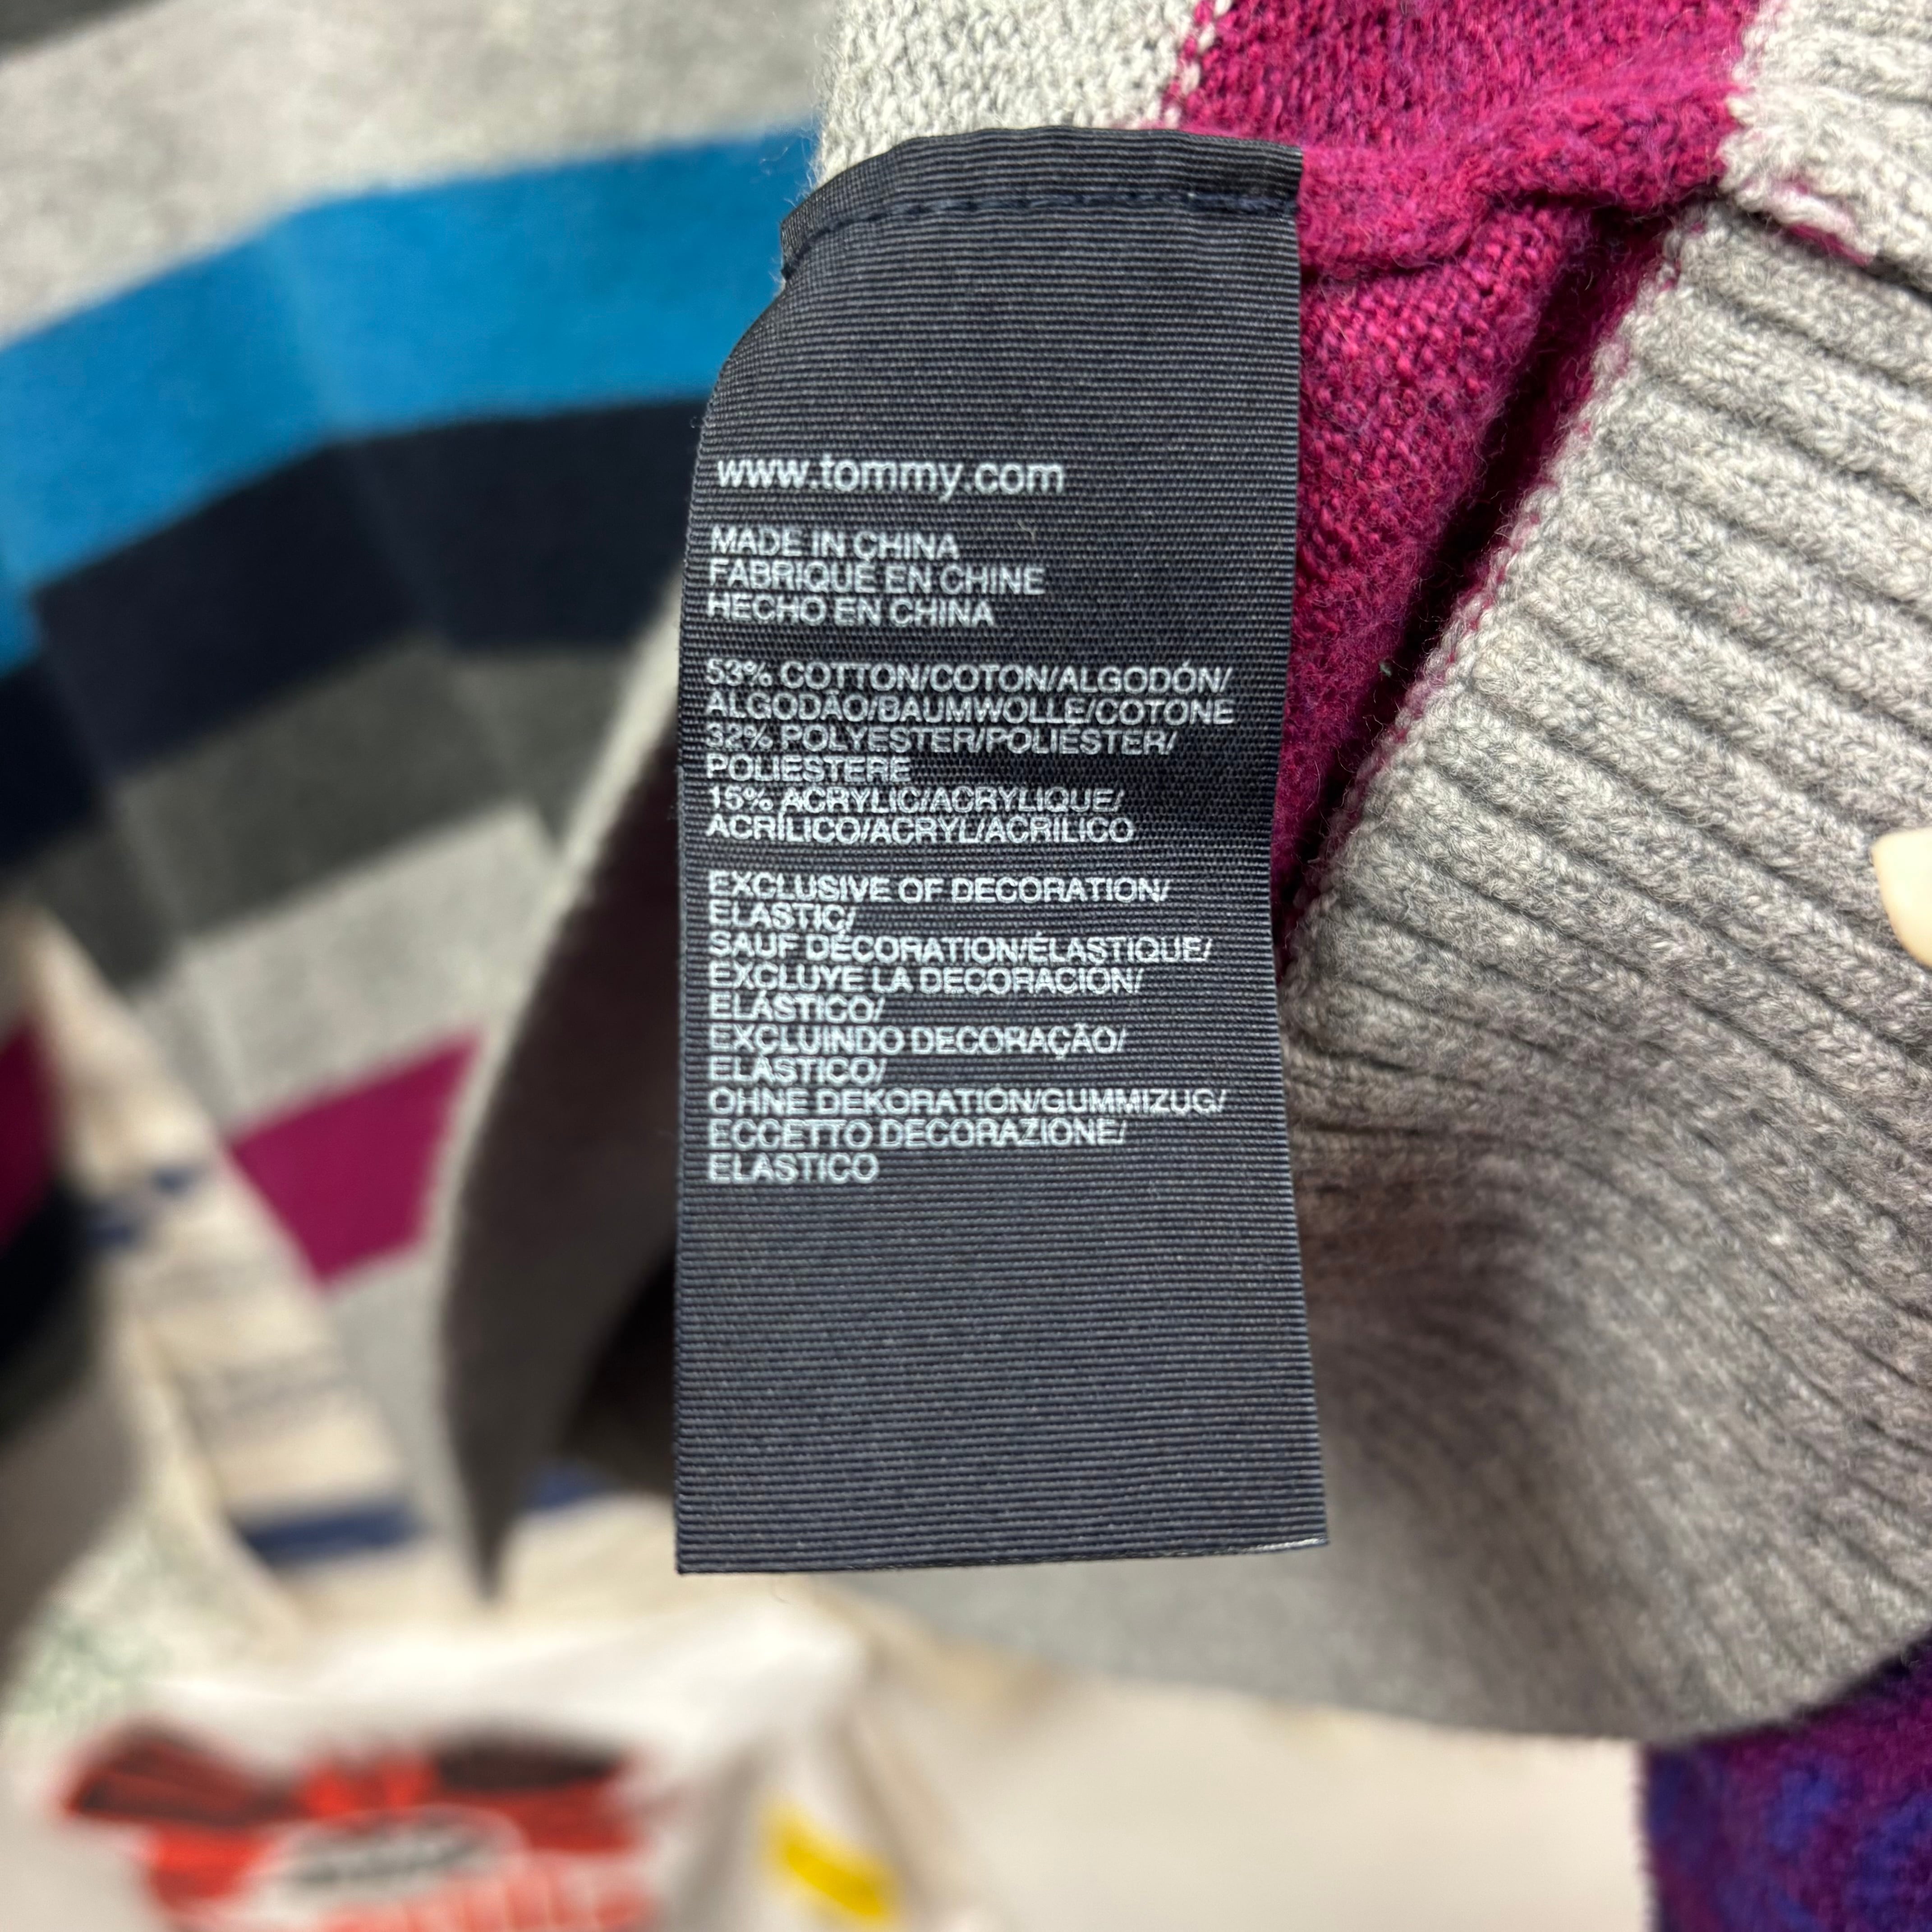 www.tommy.com
MADE IN CHINA
FABRIQUÉ EN CHINE
HECHO EN CHINA
53% COTTON/COTON/ALGODÓN/
ALGODÃO/BAUMWOLLE/COTONE
32% POLYESTER/POLIÉSTER/
POLIESTERE
15% ACRYLIC/ACRYLIQUE/
ACRÍLICO/ACRYL/ACRILICO
EXCLUSIVE OF DECORATION/
ELASTIC/
SAUF DÉCORATION/ÉLASTIQUE/
EXCLUYE LA DECORACIÓN/
ELÁSTICO/
EXCLUINDO DECORAÇÃO/
ELÁSTICO/
OHNE DEKORATION/GUMMIZUG/
ECCETTO DECORAZIONE/
ELASTICO